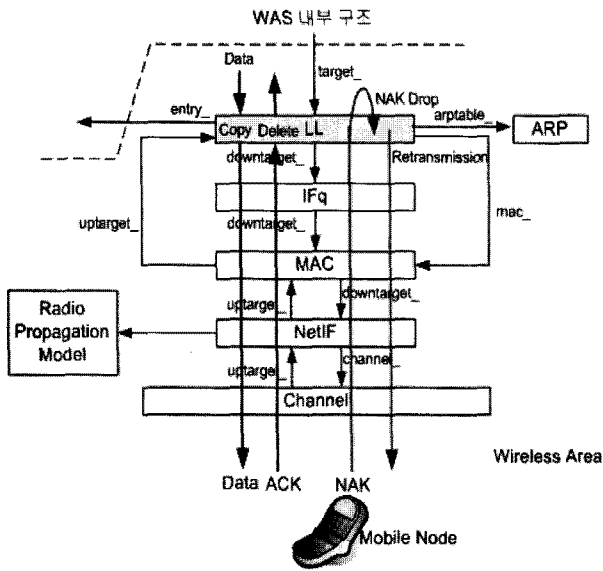 WAS 내부 구조
Data
target_
NAK Drop
entry_
arptable_
Copy Delete LL
ARP
downtarget_
Retransmission
IFq
uptarget_
downtarget_
mac_
MAC
uptarget_
downtarget_
Radio
Propagation
Model
NetIF
uptarget_
channel_
Channel
Wireless Area
Data ACK NAK
Mobile Node